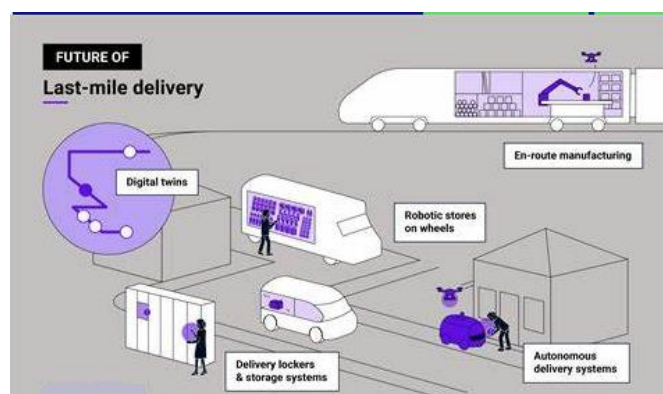 FUTURE OF
Last-mile delivery
En-route manufacturing
Digital twins
Robotic stores
on wheels
Delivery lockers
& storage systems
Autonomous
delivery systems